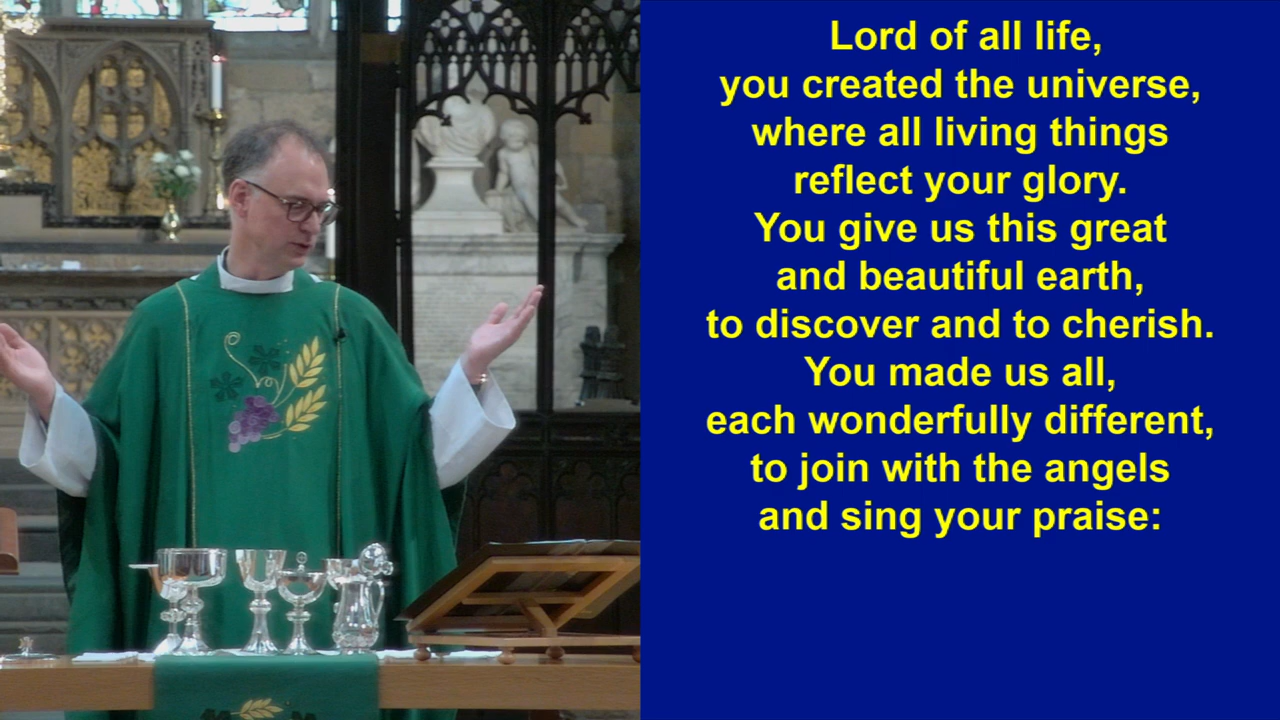 Lord of all life,
you created the universe,
where all living things
reflect your glory.
You give us this great
and beautiful earth,
to discover and to cherish.
You made us all,
each wonderfully different,
to join with the angels
and sing your praise: